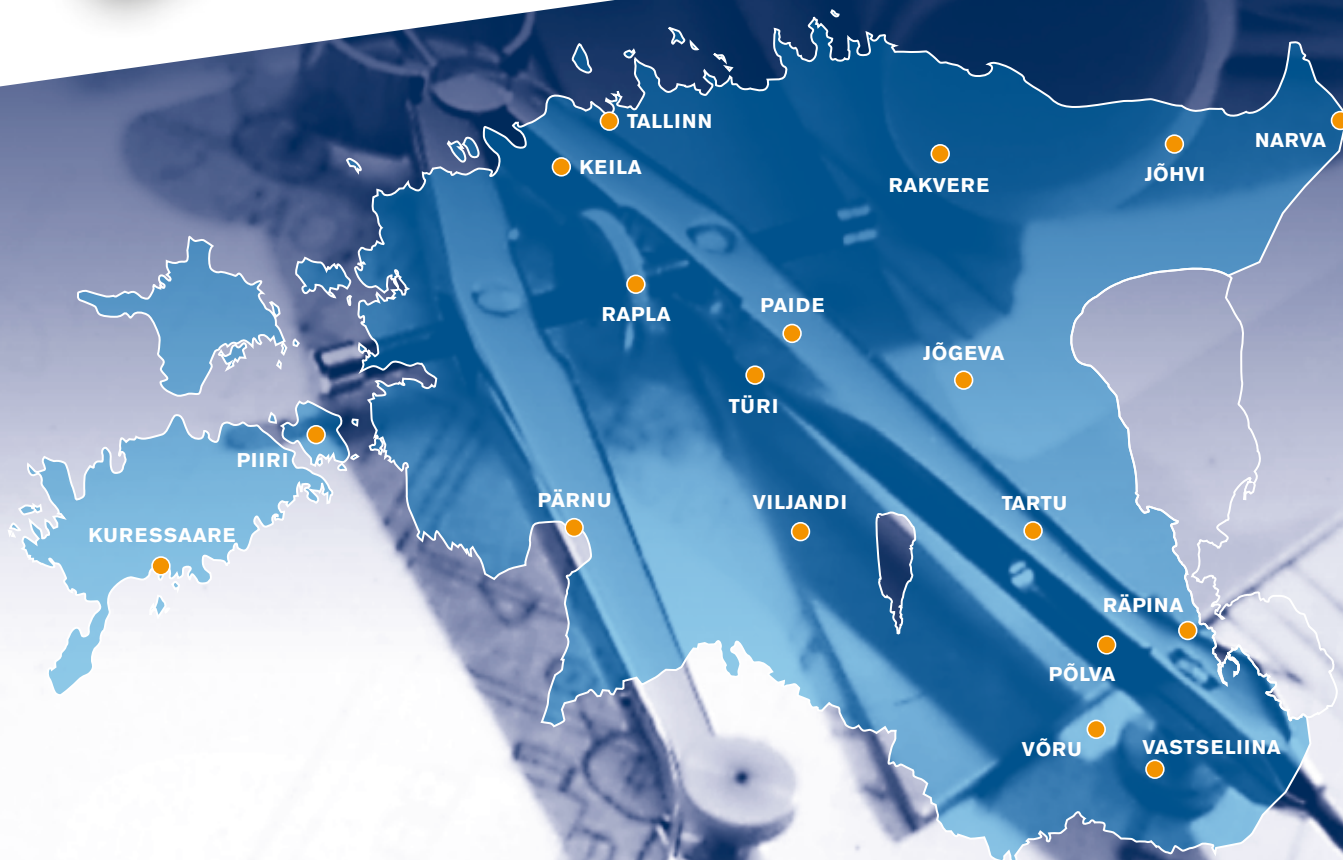 TALLINN
NARVA
KEILA
JÕHVI
RAKVERE
PAIDE
RAPLA
JÕGEVA
TÜRI
PIIRI
PÄRNU
VILJANDI
TARTU
KURESSAARE
RÄPINA
PÕLVA
VÕRU
VASTSELIINA